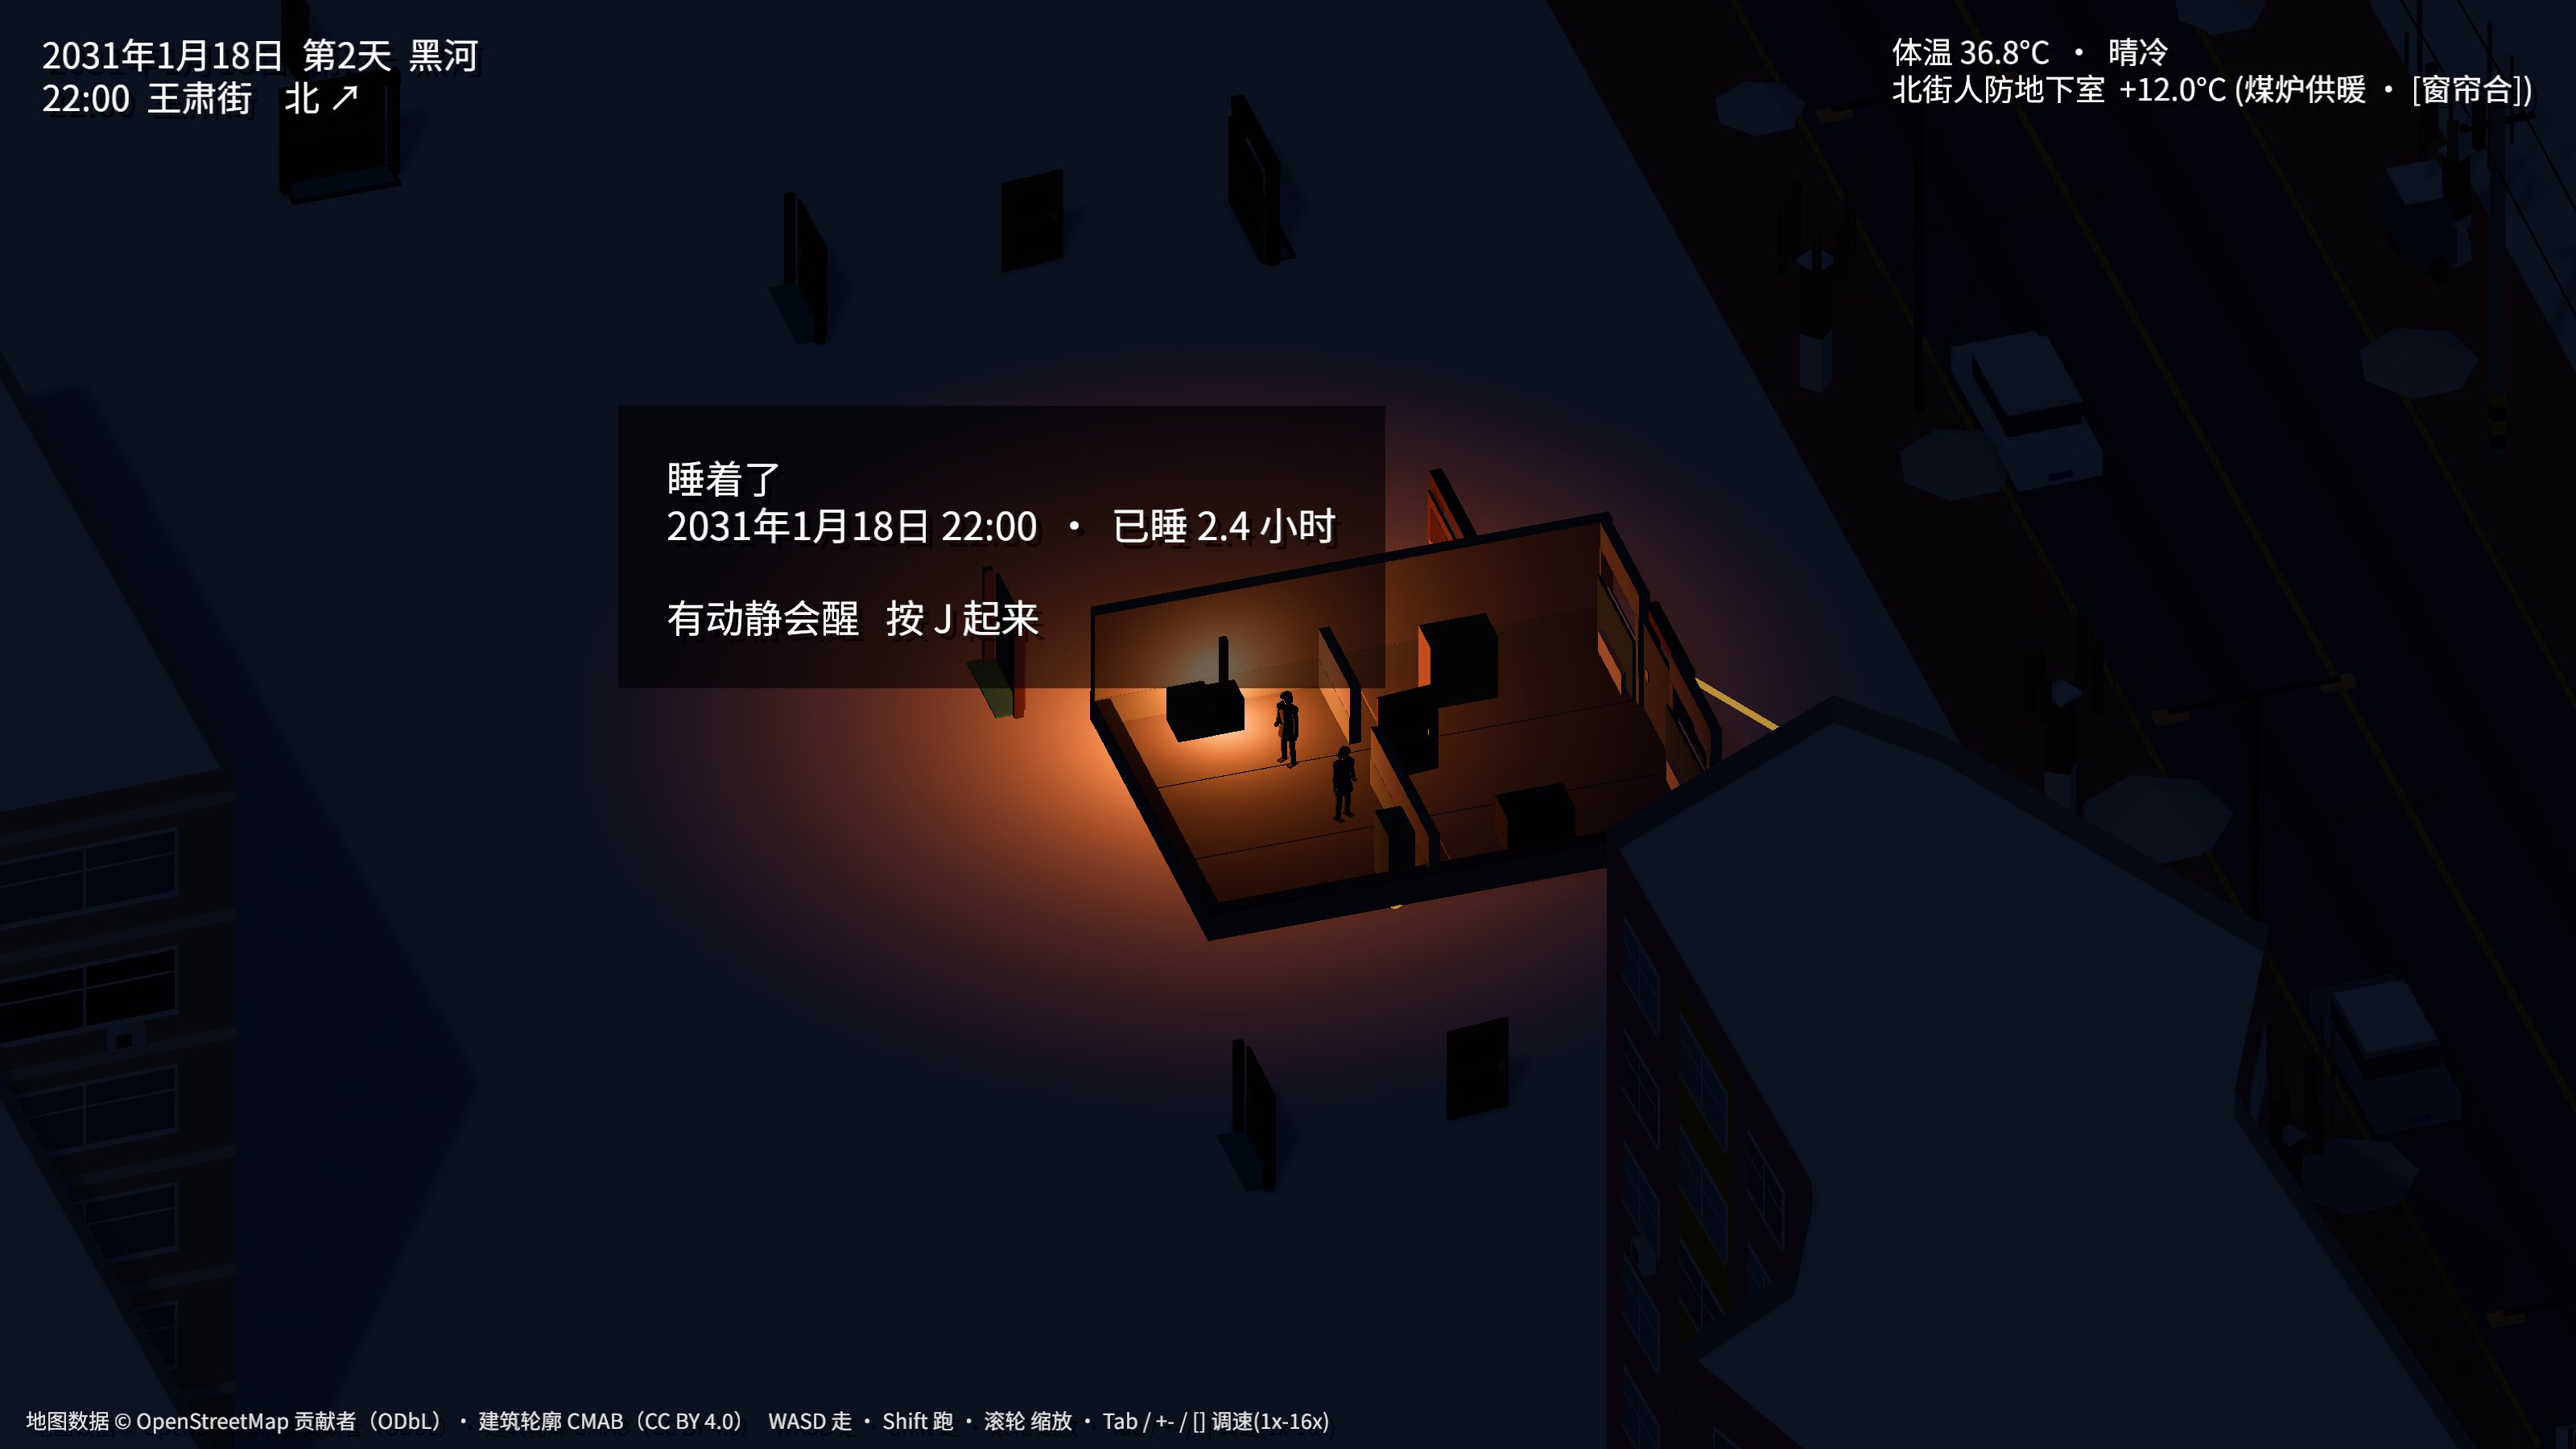 2031年1月18日 第2天 黑河
22:00 王肃街 北↗
体温 36.8°C · 晴冷
北街人防地下室 +12.0°C (煤炉供暖 · [窗帘合])
睡着了
2031年1月18日 22:00 · 已睡 2.4 小时
有动静会醒 按 J 起来
地图数据 © OpenStreetMap 贡献者（ODbL）· 建筑轮廓 CMAB（CC BY 4.0） WASD 走 · Shift 跑 · 滚轮 缩放 · Tab / +- / [] 调速(1x-16x)